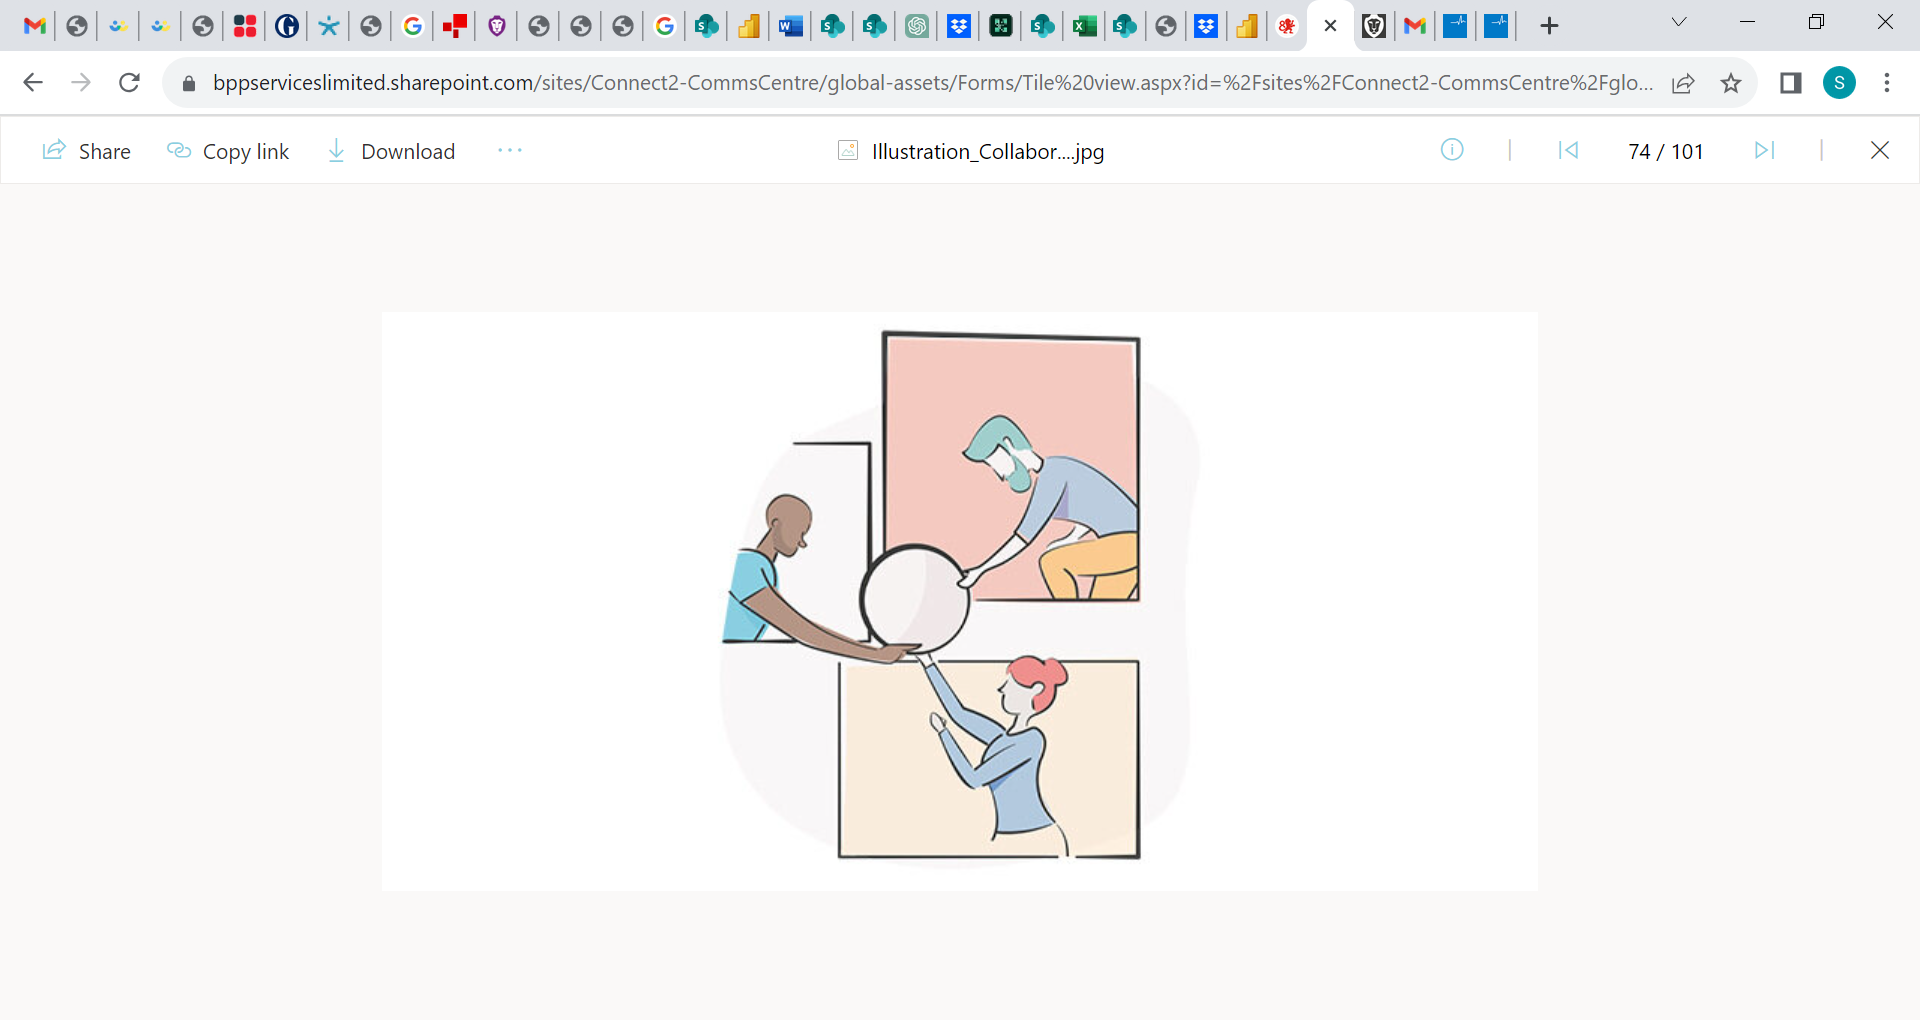 bppserviceslimited.sharepoint.com/sites/Connect2-CommsCentre/global-assets/Forms/Tile%20view.aspx?id=%2Fsites%2FConnect2-CommsCentre%2Fglo...
S
Share
Copy link
Download
Illustration_Collabor....jpg
74 / 101